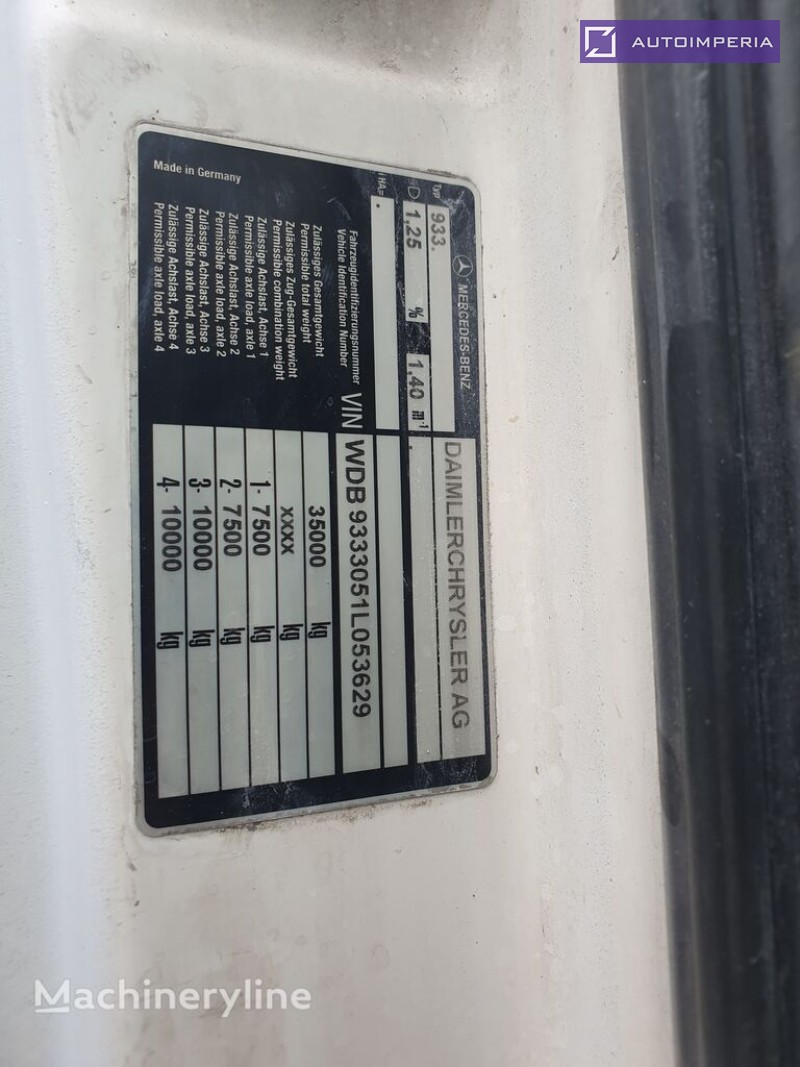 AUTOIMPERIA
MERCEDES-BENZ
DAIMLERCHRYSLER AG
Typ 933.
D 1,25 % 1,40 m-1
i HA= .
Fahrzeugidentifizierungsnummer
Vehicle Identification Number
VIN WDB 9333051L053629
Zulässiges Gesamtgewicht
Permissible total weight
35000 kg
Zulässiges Zug-Gesamtgewicht
Permissible combination weight
xxxx kg
Zulässige Achslast, Achse 1
Permissible axle load, axle 1
1- 7500 kg
Zulässige Achslast, Achse 2
Permissible axle load, axle 2
2- 7500 kg
Zulässige Achslast, Achse 3
Permissible axle load, axle 3
3- 10000 kg
Zulässige Achslast, Achse 4
Permissible axle load, axle 4
4- 10000 kg
Made in Germany
Machineryline